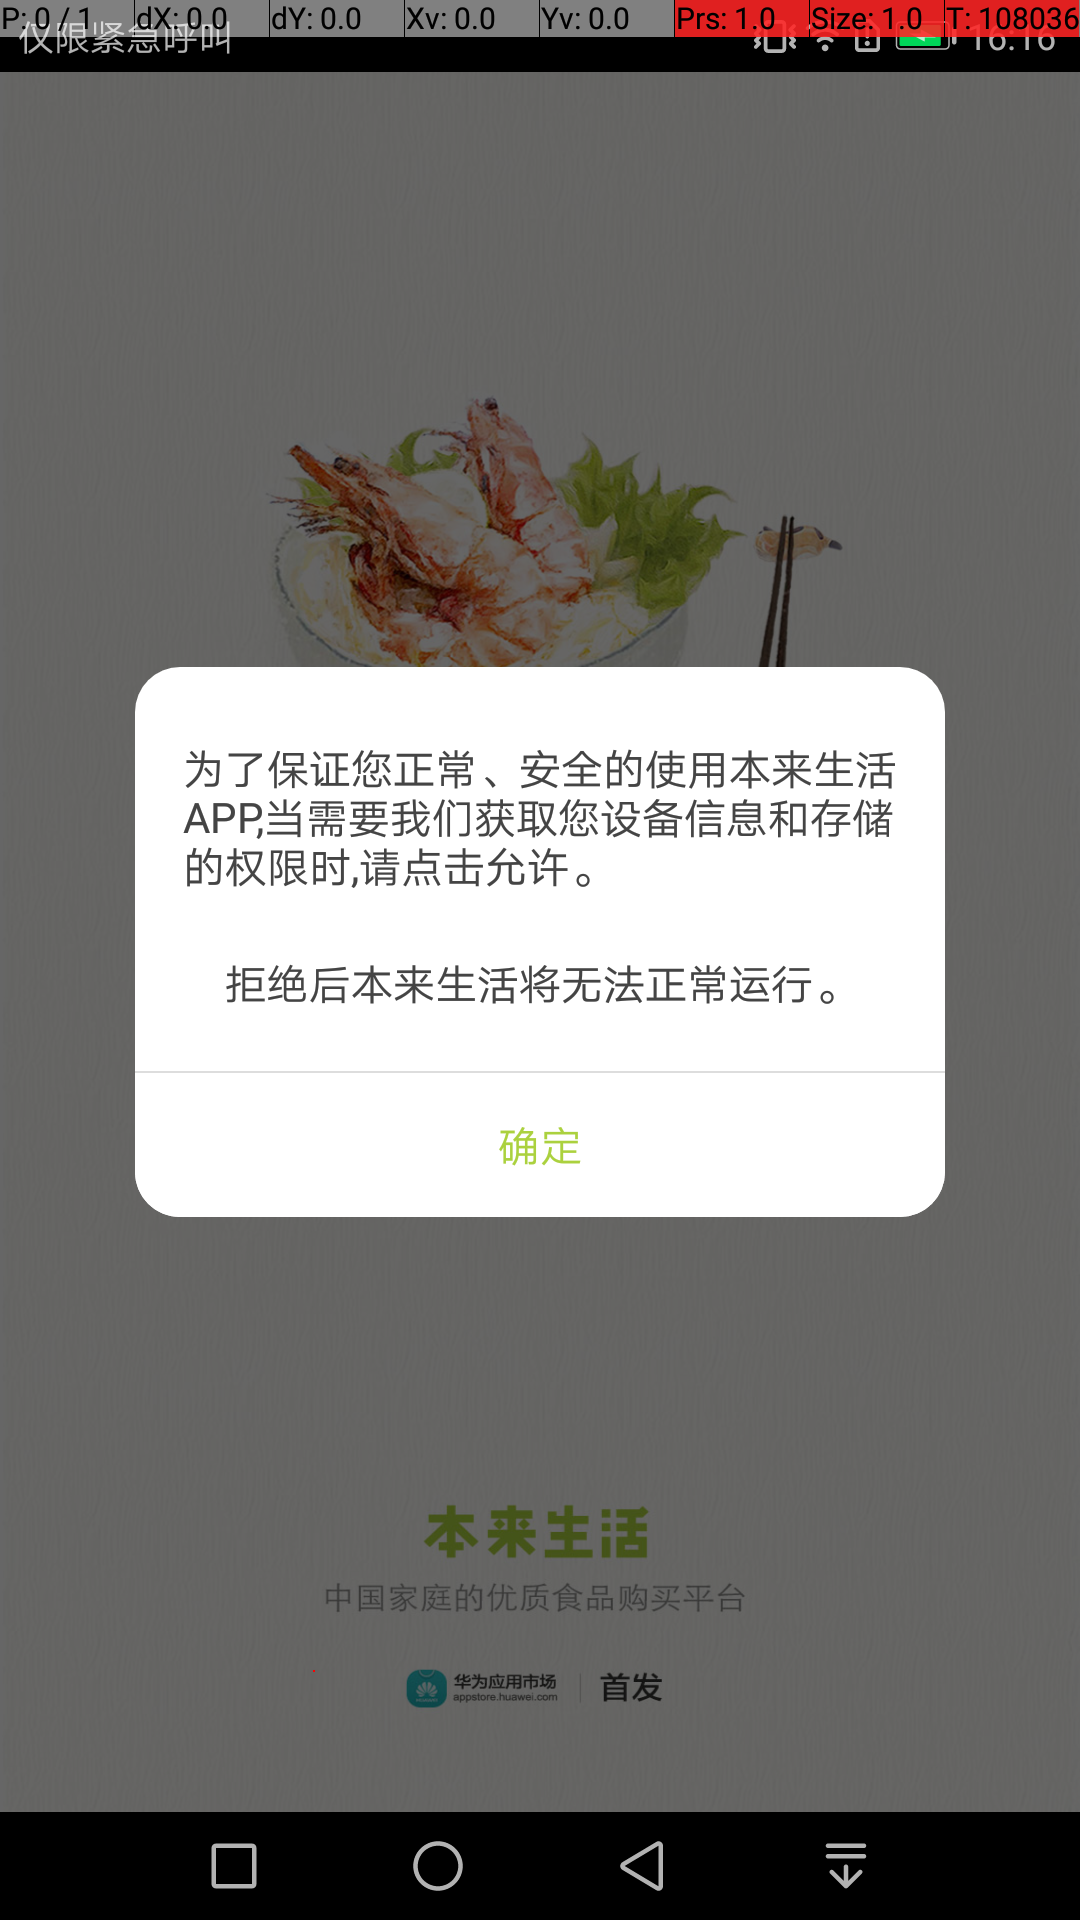 P: 0 / 1 dX: 0.0 dY: 0.0 Xv: 0.0 Yv: 0.0 Prs: 1.0 Size: 1.0 T: 108036
仅限紧急呼叫 16:16
为了保证您正常、安全的使用本来生活
APP,当需要我们获取您设备信息和存储
的权限时,请点击允许。
拒绝后本来生活将无法正常运行。
确定
本来生活
中国家庭的优质食品购买平台
华为应用市场 首发
appstore.huawei.com